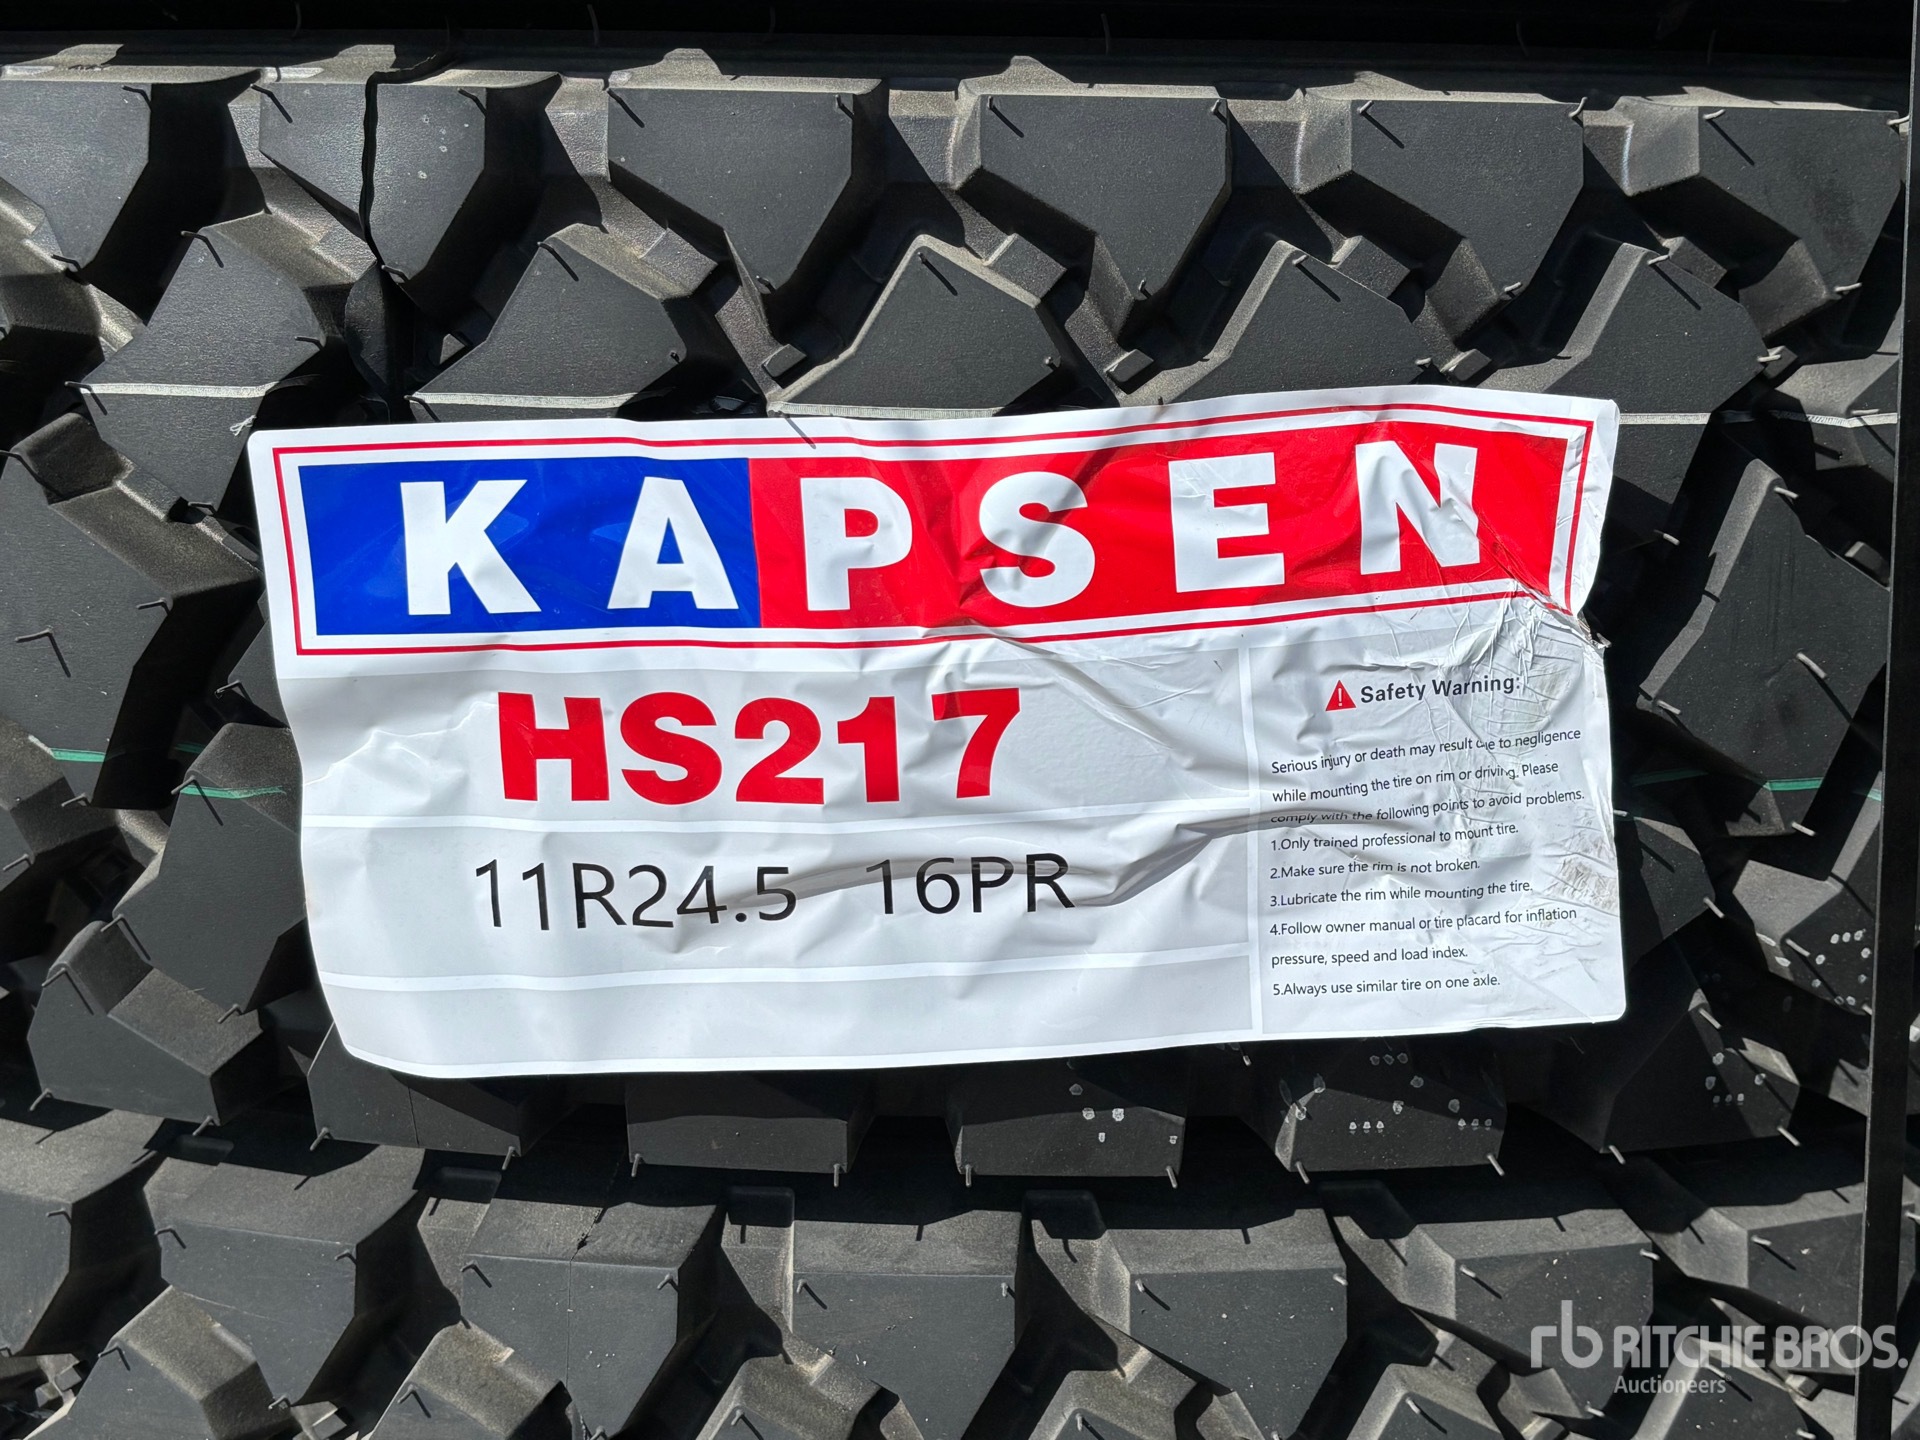 KAPSEN
HS217
11R24.5 16PR
Safety Warning:
Serious injury or death may result due to negligence
while mounting the tire on rim or driving. Please
comply with the following points to avoid problems.
1.Only trained professional to mount tire.
2.Make sure the rim is not broken.
3.Lubricate the rim while mounting the tire.
4.Follow owner manual or tire placard for inflation
pressure, speed and load index.
5.Always use similar tire on one axle.
rb RITCHIE BROS.
Auctioneers